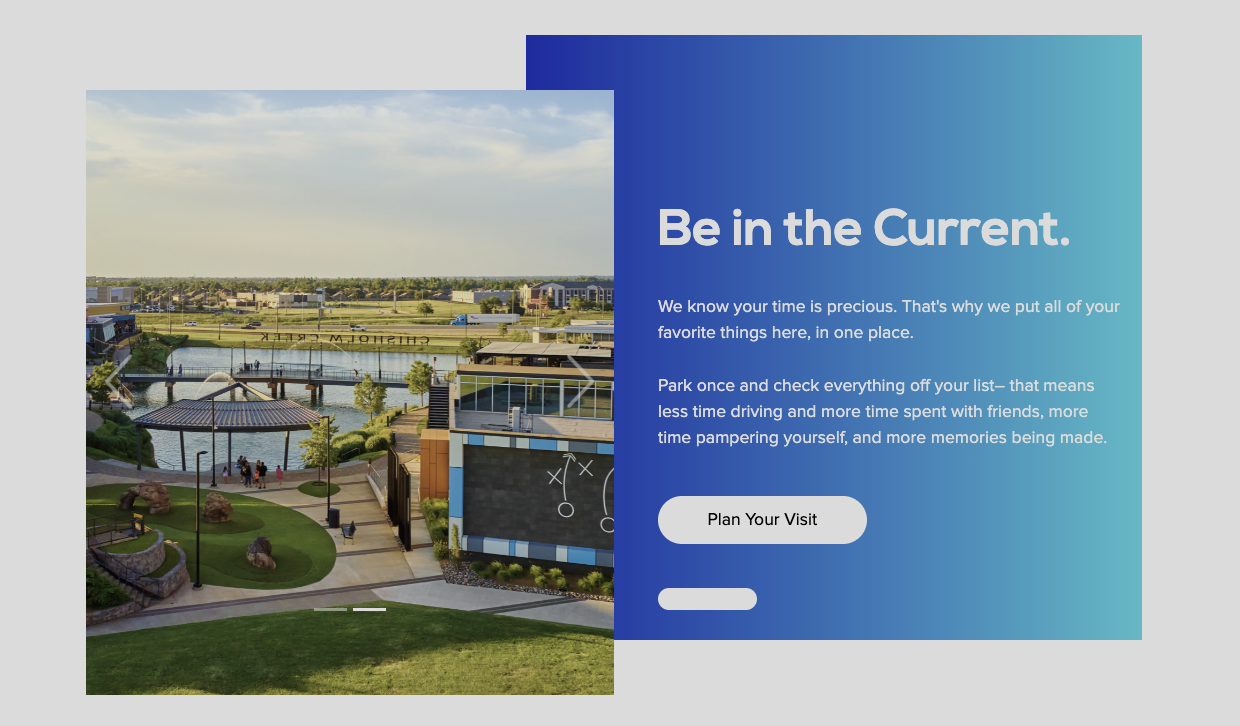 Be in the Current.
We know your time is precious. That's why we put all of your
favorite things here, in one place.
Park once and check everything off your list– that means
less time driving and more time spent with friends, more
time pampering yourself, and more memories being made.
Plan Your Visit
CHISHOLM CREEK